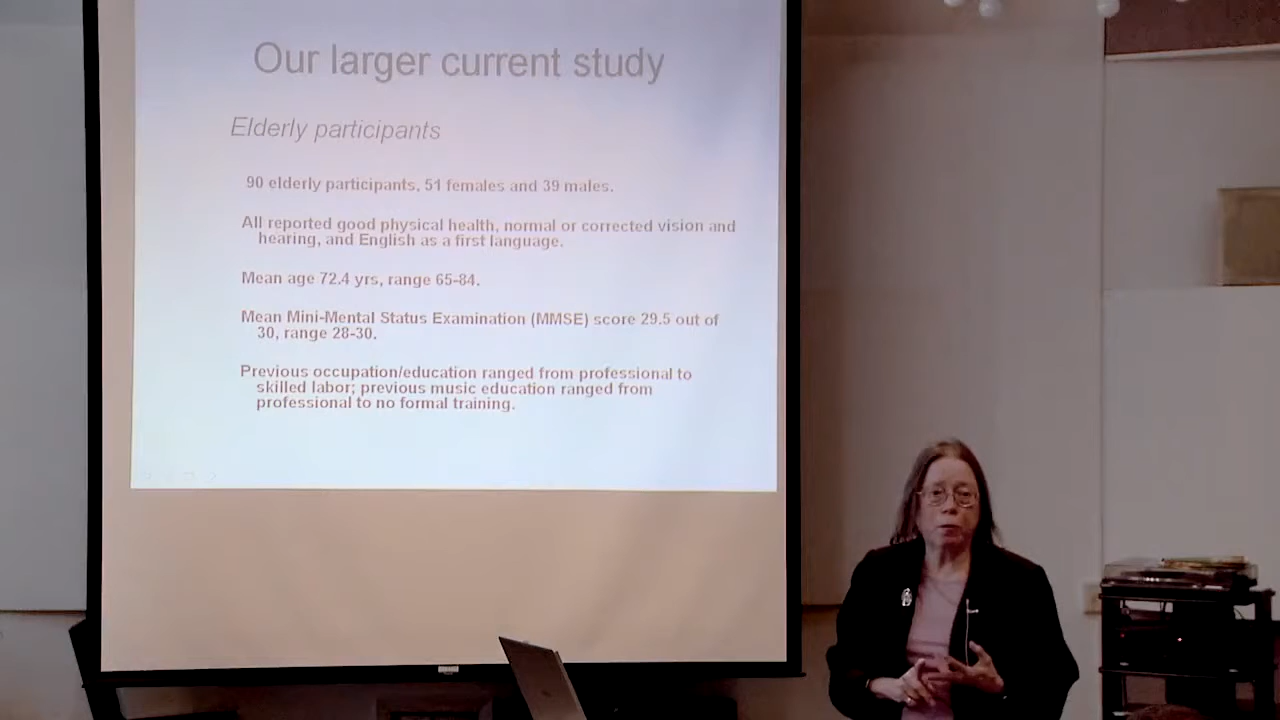 Our larger current study
Elderly participants
90 elderly participants, 51 females and 39 males.
All reported good physical health, normal or corrected vision and
hearing, and English as a first language.
Mean age 72.4 yrs, range 65-84.
Mean Mini-Mental Status Examination (MMSE) score 29.5 out of
30, range 28-30.
Previous occupation/education ranged from professional to
skilled labor; previous music education ranged from
professional to no formal training.